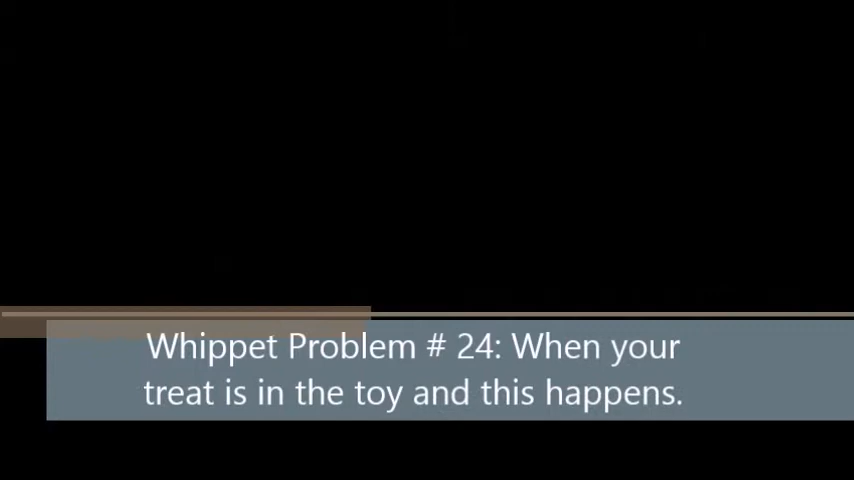 Whippet Problem # 24: When your
treat is in the toy and this happens.